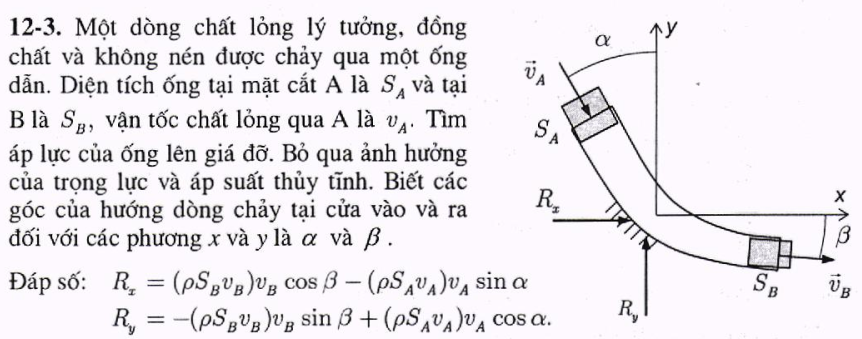 12-3. Một dòng chất lỏng lý tưởng, đồng
chất và không nén được chảy qua một ống
dẫn. Diện tích ống tại mặt cắt A là S_A và tại
B là S_B, vận tốc chất lỏng qua A là v_A. Tìm
áp lực của ống lên giá đỡ. Bỏ qua ảnh hưởng
của trọng lực và áp suất thủy tĩnh. Biết các
góc của hướng dòng chảy tại cửa vào và ra
đối với các phương x và y là α và β.
Đáp số: R_x = (ρS_Bv_B)v_B cos β − (ρS_Av_A)v_A sin α
R_y = −(ρS_Bv_B)v_B sin β + (ρS_Av_A)v_A cos α.
y
α
v⃗_A
S_A
R_x
x
β
S_B
v⃗_B
R_y